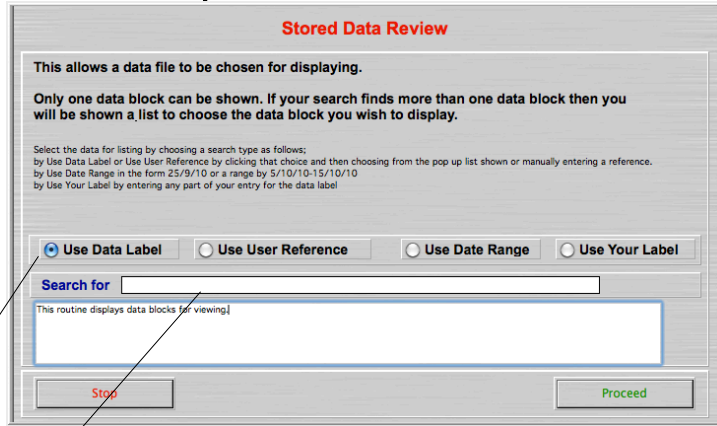 Stored Data Review
This allows a data file to be chosen for displaying.
Only one data block can be shown. If your search finds more than one data block then you
will be shown a list to choose the data block you wish to display.
Select the data for listing by choosing a search type as follows;
by Use Data Label or Use User Reference by clicking that choice and then choosing from the pop up list shown or manually entering a reference.
by Use Date Range in the form 25/9/10 or a range by 5/10/10-15/10/10
by Use Your Label by entering any part of your entry for the data label
Use Data Label Use User Reference Use Date Range Use Your Label
Search for
This routine displays data blocks for viewing.
Stop Proceed